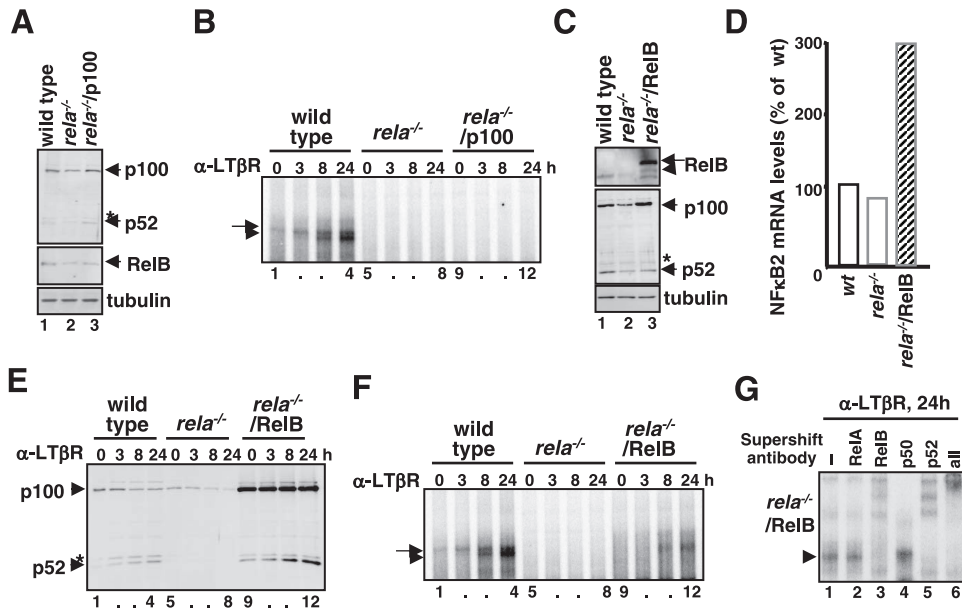 A
wild type
rela-/-
rela-/-/p100
p100
*
p52
RelB
tubulin
1 2 3
B
wild type
rela-/-
rela-/-/p100
α-LTβR 0 3 8 24 0 3 8 24 0 3 8 24 h
1 . . 4 5 . . 8 9 . . 12
C
wild type
rela-/-
rela-/-/RelB
RelB
p100
*
p52
tubulin
1 2 3
D
NFκB2 mRNA levels (% of wt)
300
200
100
0
wt
rela-/-
rela-/-/RelB
E
wild type
rela-/-
rela-/-/RelB
α-LTβR 0 3 8 24 0 3 8 24 0 3 8 24 h
p100
*
p52
1 . . 4 5 . . 8 9 . . 12
F
wild type
rela-/-
rela-/-/RelB
α-LTβR 0 3 8 24 0 3 8 24 0 3 8 24 h
1 . . 4 5 . . 8 9 . . 12
G
α-LTβR, 24h
Supershift antibody
– RelA RelB p50 p52 all
rela-/-/RelB
1 2 3 4 5 6